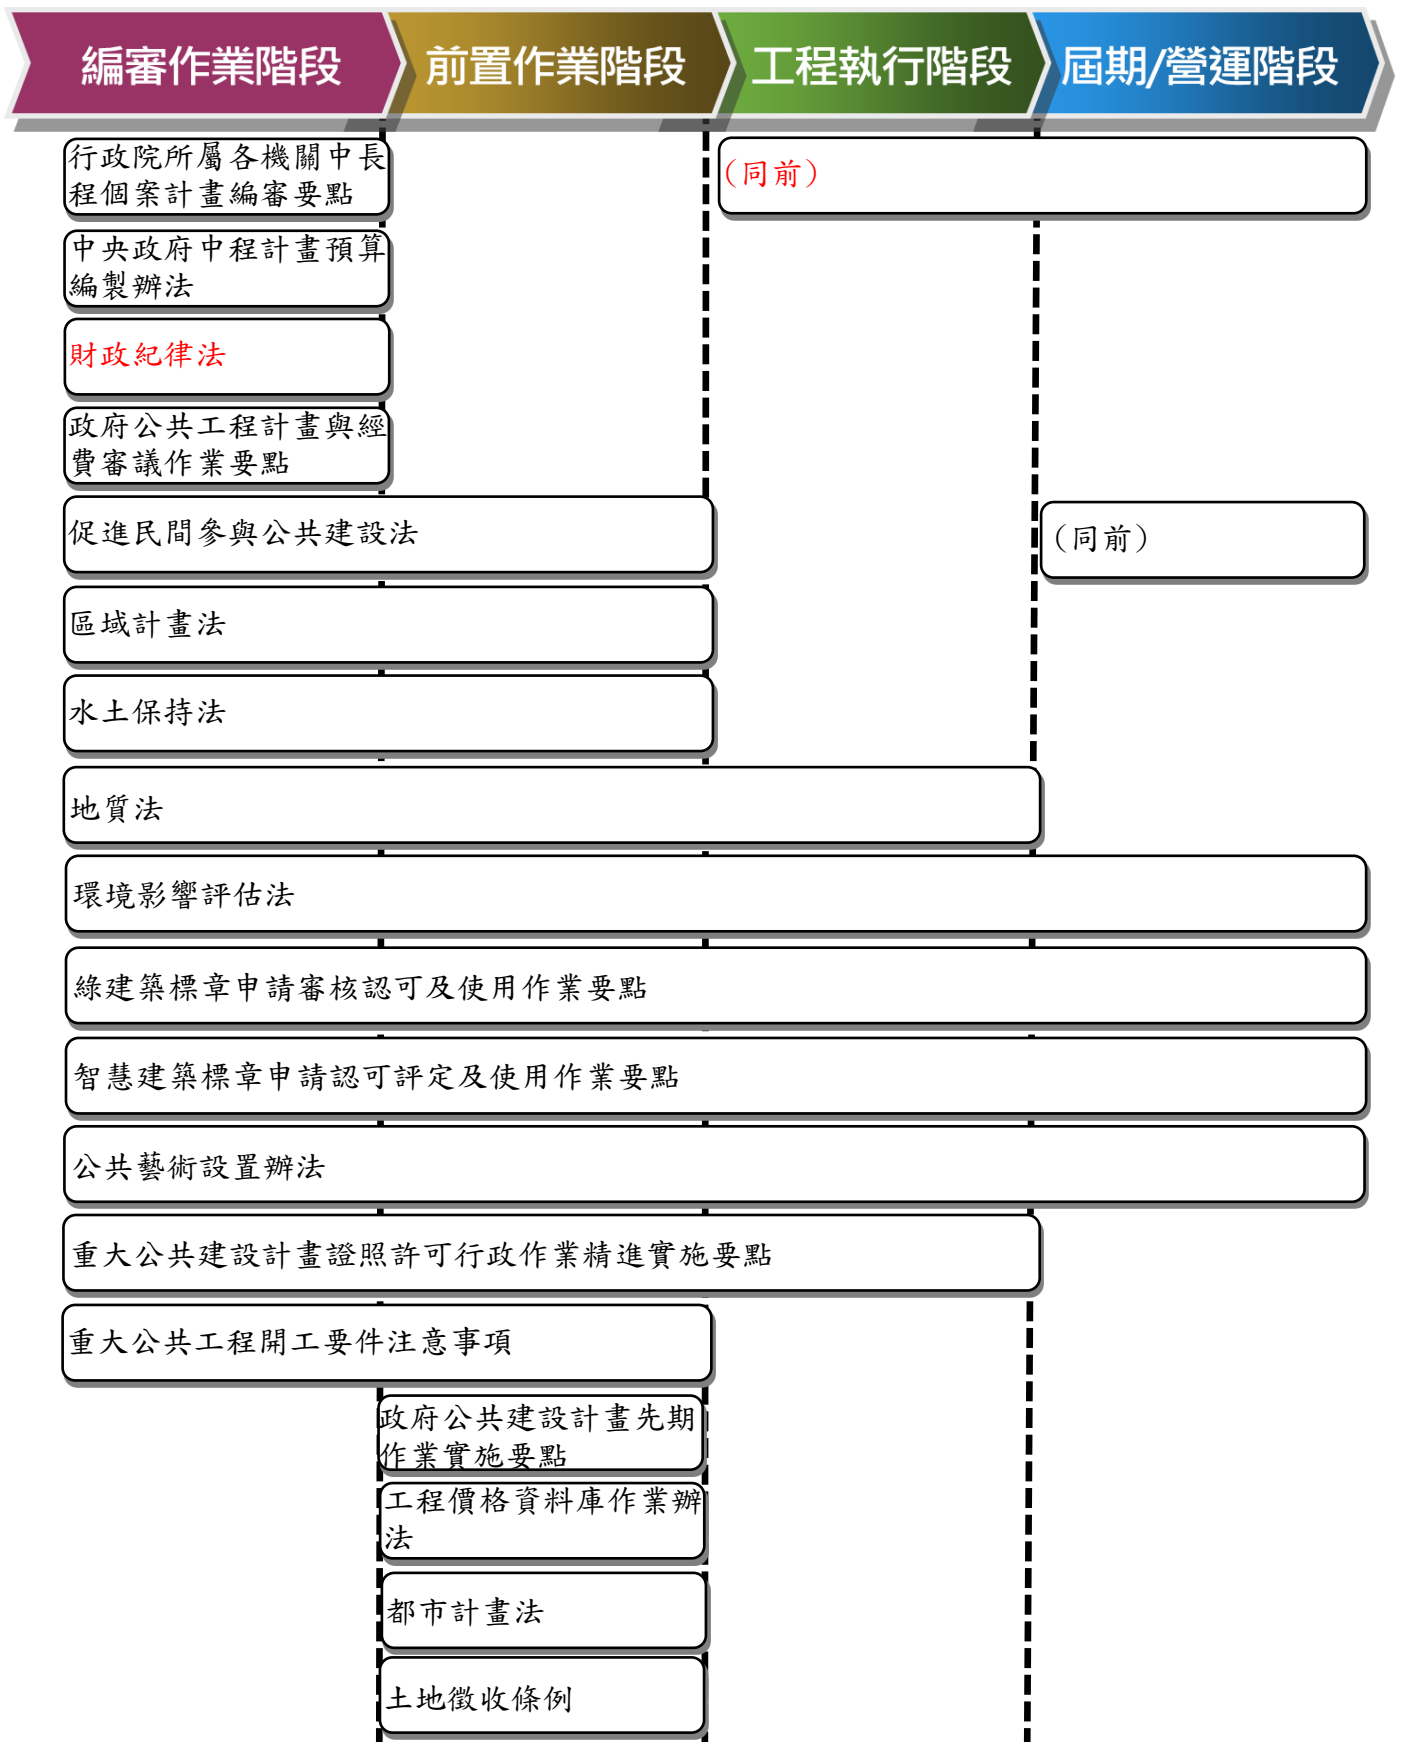 編審作業階段
前置作業階段
工程執行階段
屆期/營運階段
行政院所屬各機關中長
程個案計畫編審要點
（同前）
中央政府中程計畫預算
編製辦法
財政紀律法
政府公共工程計畫與經
費審議作業要點
促進民間參與公共建設法
（同前）
區域計畫法
水土保持法
地質法
環境影響評估法
綠建築標章申請審核認可及使用作業要點
智慧建築標章申請認可評定及使用作業要點
公共藝術設置辦法
重大公共建設計畫證照許可行政作業精進實施要點
重大公共工程開工要件注意事項
政府公共建設計畫先期
作業實施要點
工程價格資料庫作業辦
法
都市計畫法
土地徵收條例